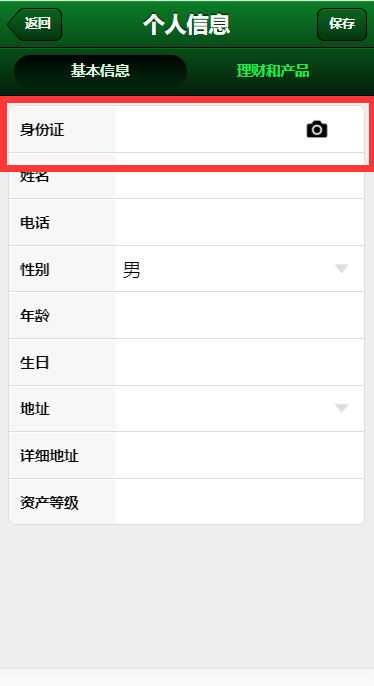 返回
个人信息
保存
基本信息
理财和产品
身份证
姓名
电话
性别
男
年龄
生日
地址
详细地址
资产等级